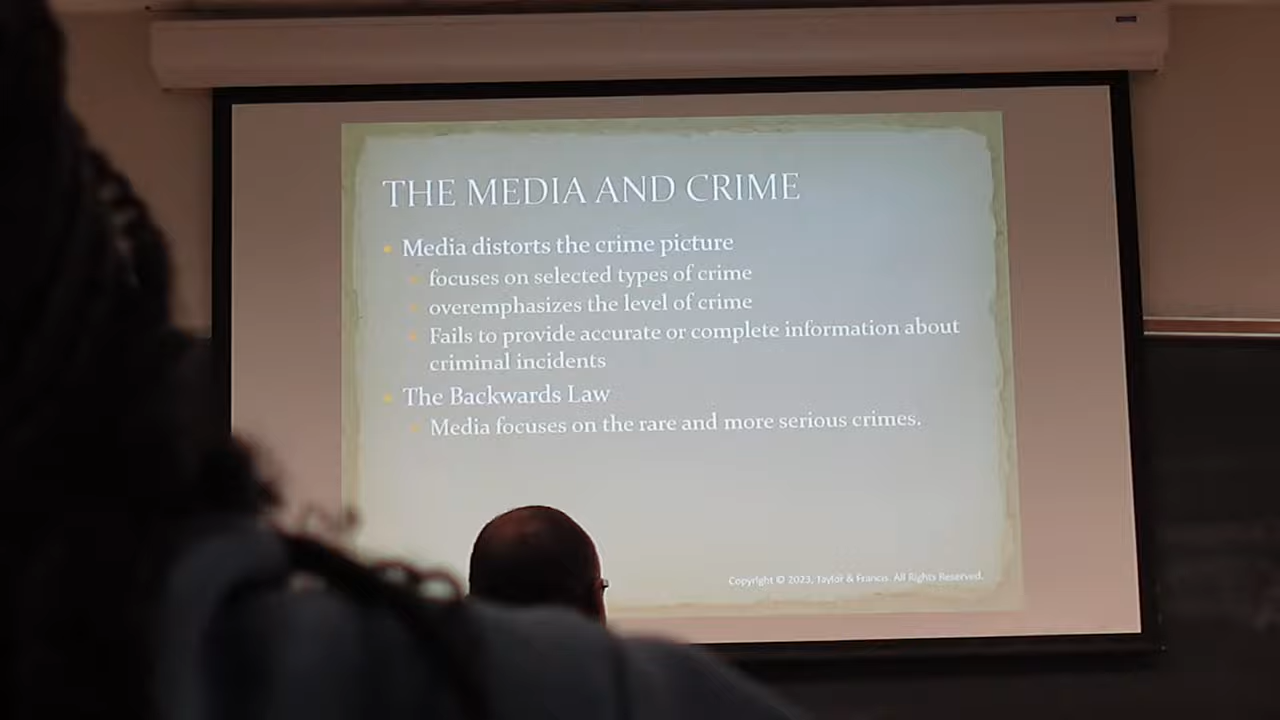 THE MEDIA AND CRIME
Media distorts the crime picture
focuses on selected types of crime
overemphasizes the level of crime
Fails to provide accurate or complete information about
criminal incidents
The Backwards Law
Media focuses on the rare and more serious crimes.
Copyright © 2023, Taylor & Francis. All Rights Reserved.